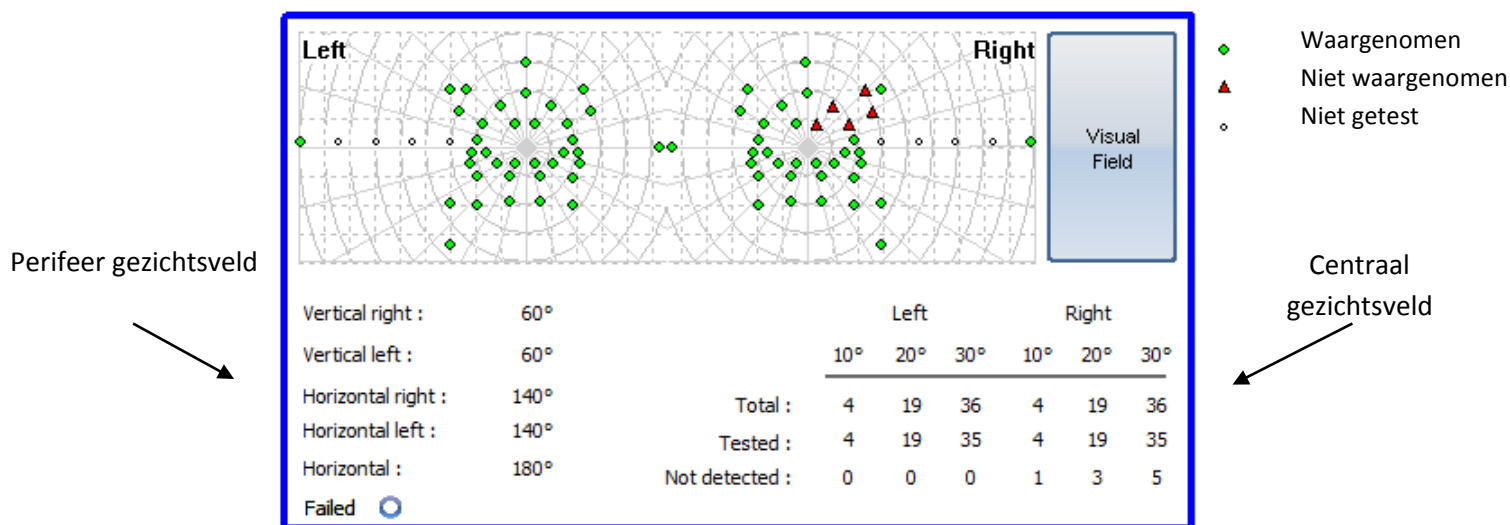 Left
Right
Visual
Field
Waargenomen
Niet waargenomen
Niet getest
Perifeer gezichtsveld
Centraal
gezichtsveld
Vertical right : 60°
Vertical left : 60°
Horizontal right : 140°
Horizontal left : 140°
Horizontal : 180°
Failed
Left Right
10° 20° 30° 10° 20° 30°
Total : 4 19 36 4 19 36
Tested : 4 19 35 4 19 35
Not detected : 0 0 0 1 3 5